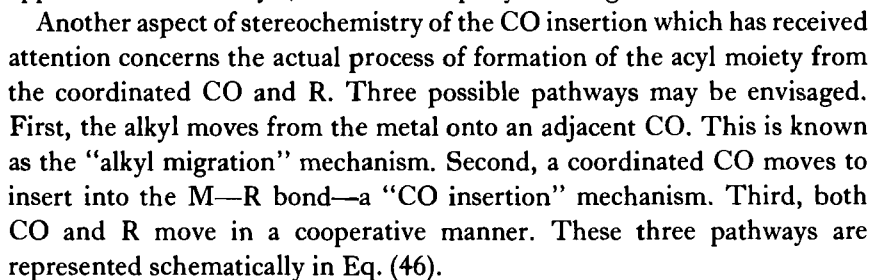 Another aspect of stereochemistry of the CO insertion which has received
attention concerns the actual process of formation of the acyl moiety from
the coordinated CO and R. Three possible pathways may be envisaged.
First, the alkyl moves from the metal onto an adjacent CO. This is known
as the “alkyl migration” mechanism. Second, a coordinated CO moves to
insert into the M—R bond—a “CO insertion” mechanism. Third, both
CO and R move in a cooperative manner. These three pathways are
represented schematically in Eq. (46).